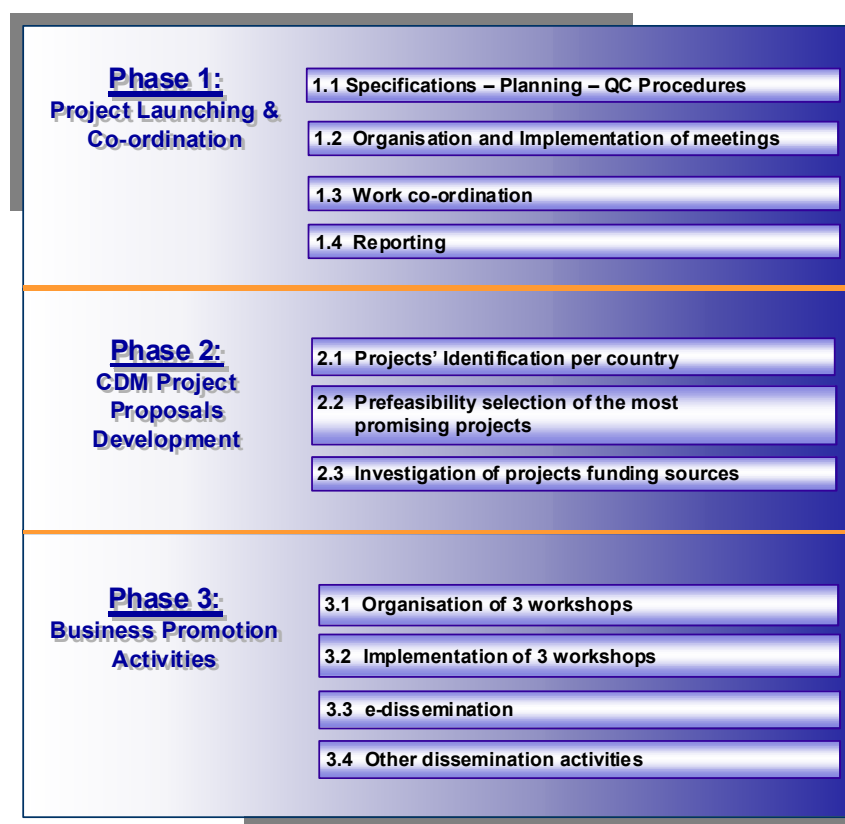 Phase 1:
Project Launching &
Co-ordination
1.1 Specifications – Planning – QC Procedures
1.2 Organisation and Implementation of meetings
1.3 Work co-ordination
1.4 Reporting
Phase 2:
CDM Project
Proposals
Development
2.1 Projects’ Identification per country
2.2 Prefeasibility selection of the most
promising projects
2.3 Investigation of projects funding sources
Phase 3:
Business Promotion
Activities
3.1 Organisation of 3 workshops
3.2 Implementation of 3 workshops
3.3 e-dissemination
3.4 Other dissemination activities